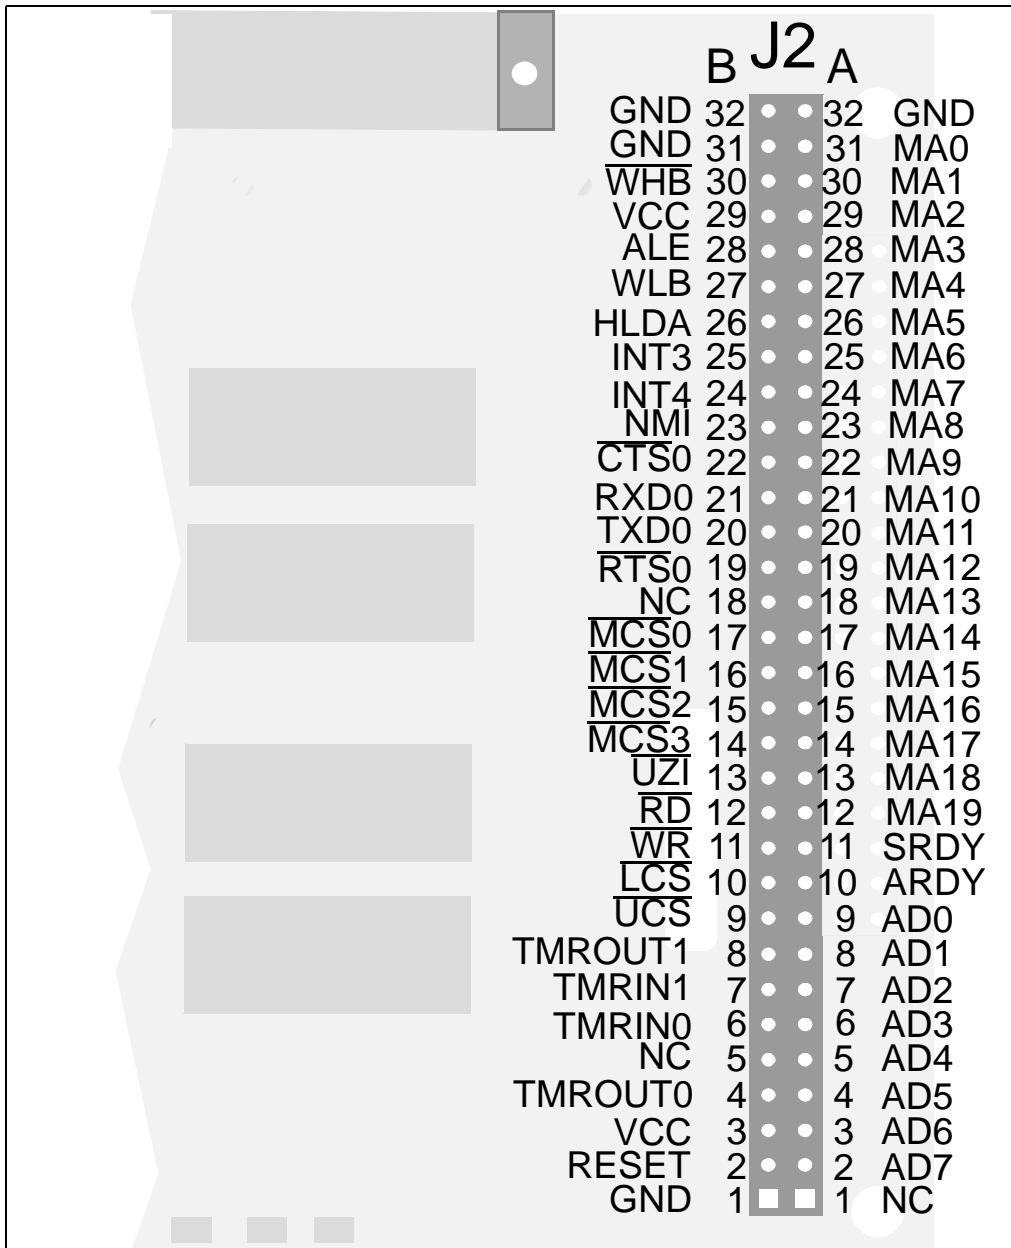 B J2 A
GND 32 32 GND
GND 31 31 MA0
WHB 30 30 MA1
VCC 29 29 MA2
ALE 28 28 MA3
WLB 27 27 MA4
HLDA 26 26 MA5
INT3 25 25 MA6
INT4 24 24 MA7
NMI 23 23 MA8
CTS0 22 22 MA9
RXD0 21 21 MA10
TXD0 20 20 MA11
RTS0 19 19 MA12
NC 18 18 MA13
MCS0 17 17 MA14
MCS1 16 16 MA15
MCS2 15 15 MA16
MCS3 14 14 MA17
UZI 13 13 MA18
RD 12 12 MA19
WR 11 11 SRDY
LCS 10 10 ARDY
UCS 9 9 AD0
TMROUT1 8 8 AD1
TMRIN1 7 7 AD2
TMRIN0 6 6 AD3
NC 5 5 AD4
TMROUT0 4 4 AD5
VCC 3 3 AD6
RESET 2 2 AD7
GND 1 1 NC